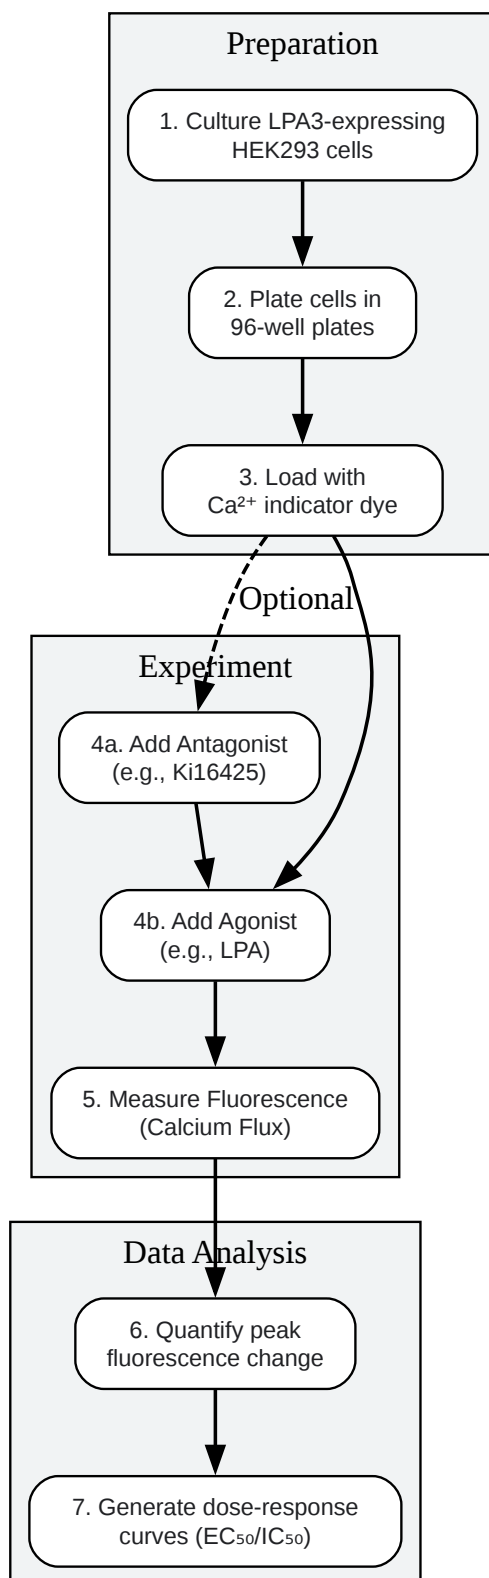 Preparation
1. Culture LPA3-expressing
HEK293 cells
2. Plate cells in
96-well plates
3. Load with
Ca²⁺ indicator dye
Optional
Experiment
4a. Add Antagonist
(e.g., Ki16425)
4b. Add Agonist
(e.g., LPA)
5. Measure Fluorescence
(Calcium Flux)
Data Analysis
6. Quantify peak
fluorescence change
7. Generate dose-response
curves (EC₅₀/IC₅₀)